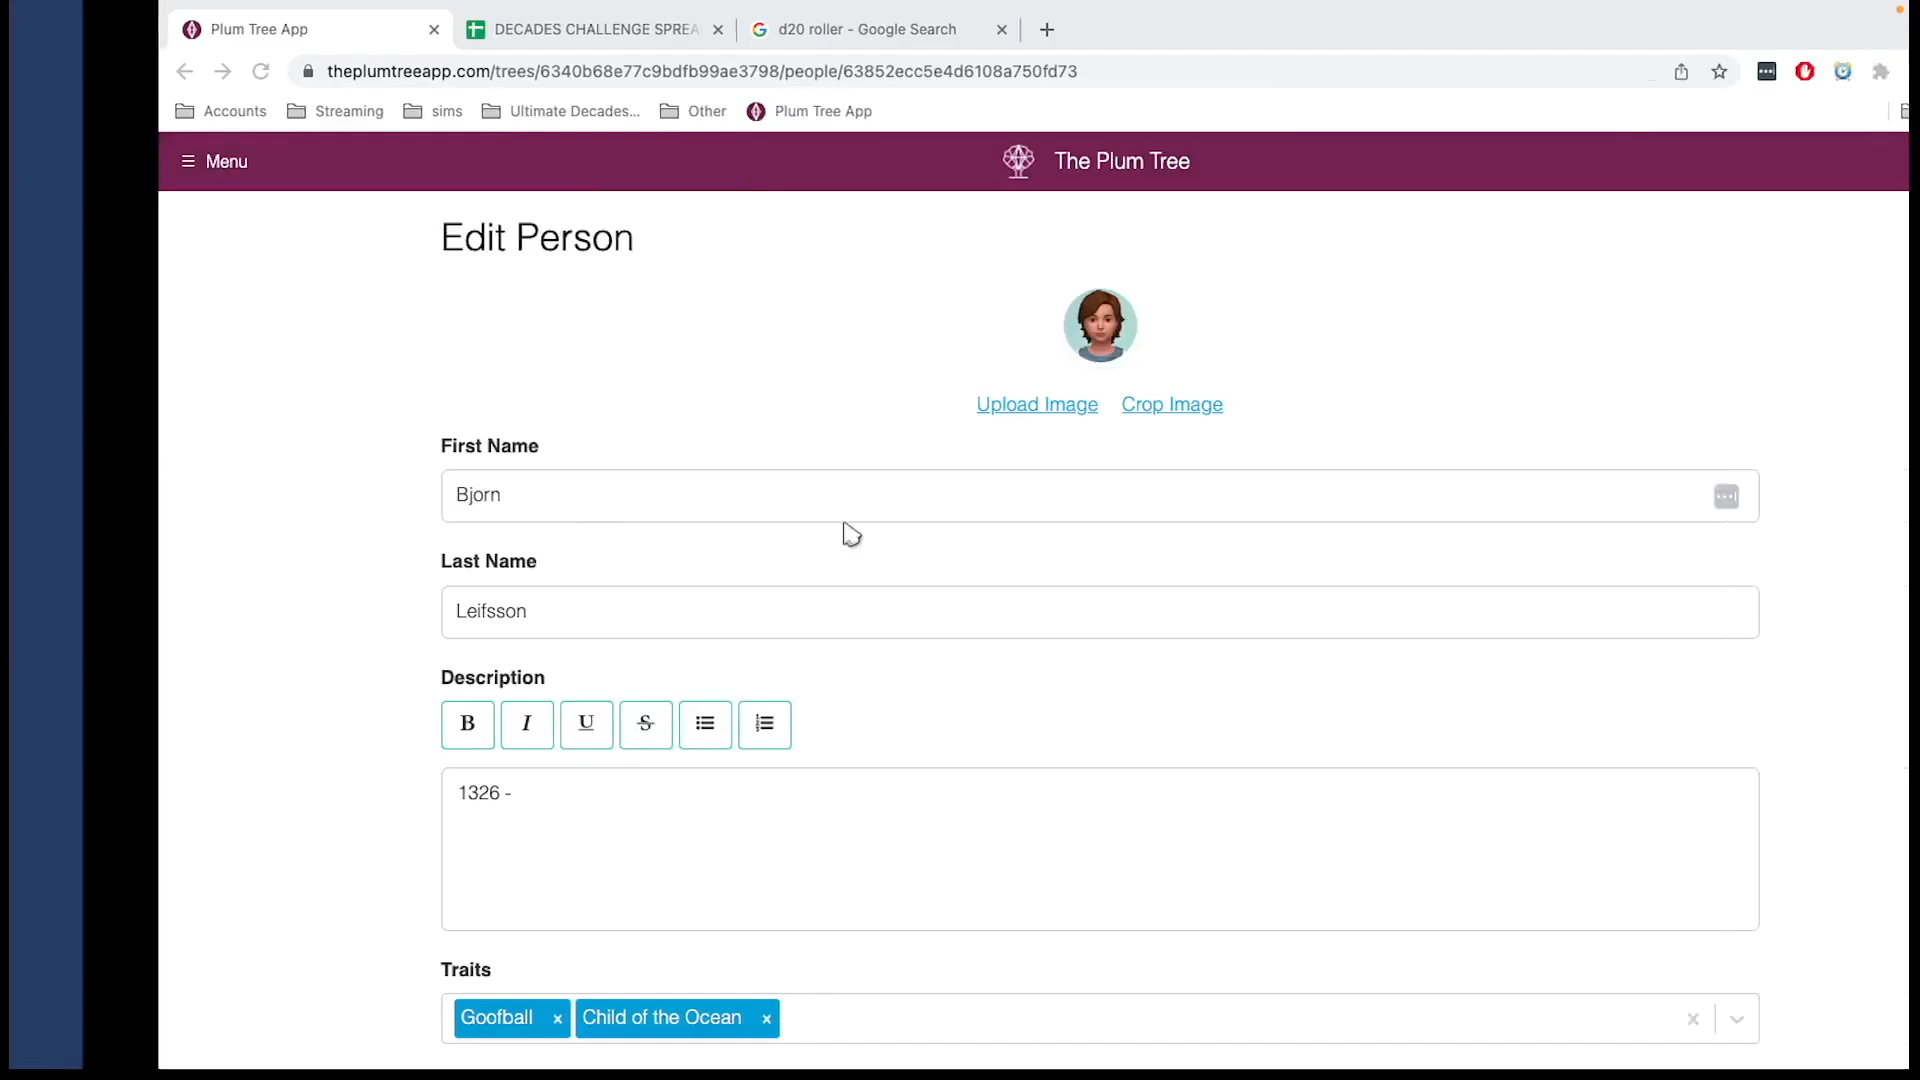 Plum Tree App
DECADES CHALLENGE SPREA
d20 roller - Google Search
theplumtreeapp.com/trees/6340b68e77c9bdfb99ae3798/people/63852ecc5e4d6108a750fd73
Accounts
Streaming
sims
Ultimate Decades...
Other
Plum Tree App
Menu
The Plum Tree
Edit Person
Upload Image
Crop Image
First Name
Bjorn
Last Name
Leifsson
Description
B I U S
1326 -
Traits
Goofball
Child of the Ocean